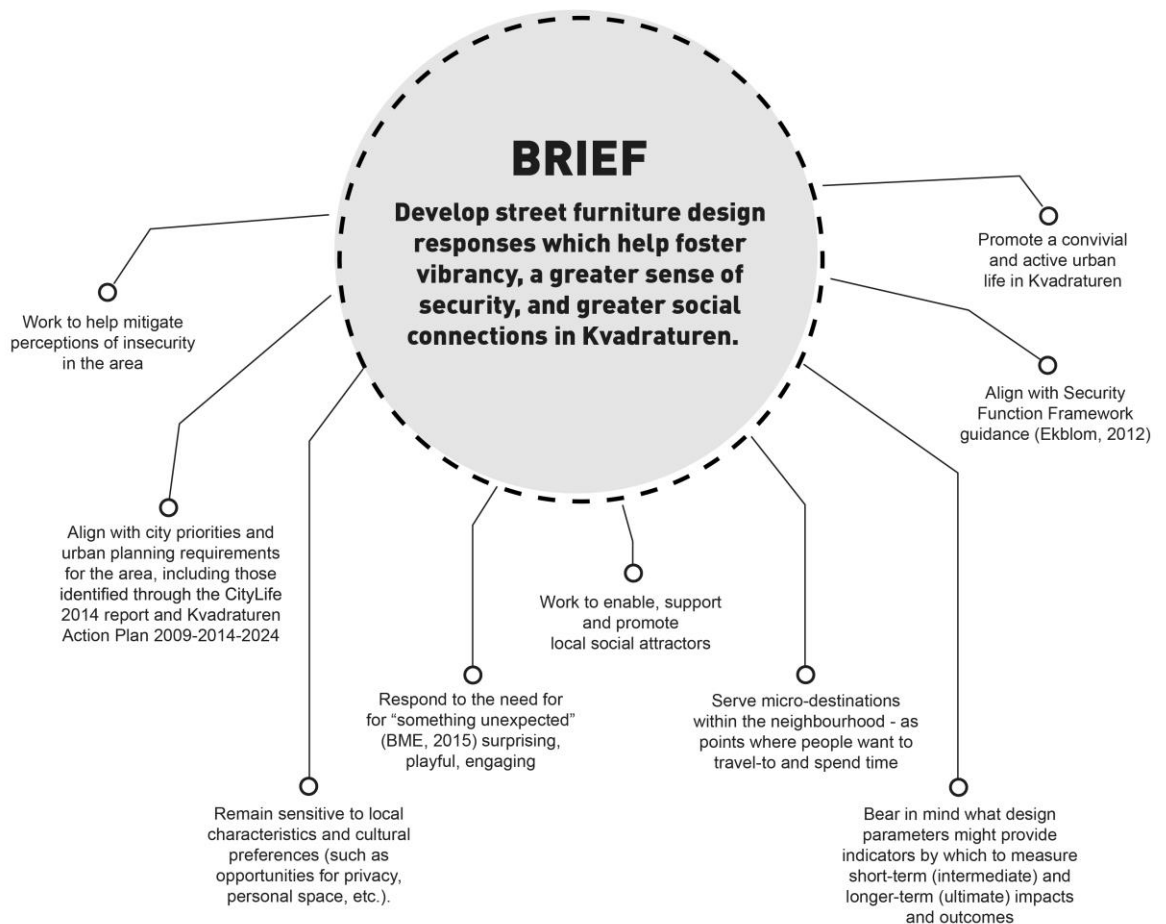 BRIEF
Develop street furniture design
responses which help foster
vibrancy, a greater sense of
security, and greater social
connections in Kvadraturen.
Work to help mitigate
perceptions of insecurity
in the area
Align with city priorities and
urban planning requirements
for the area, including those
identified through the CityLife
2014 report and Kvadraturen
Action Plan 2009-2014-2024
Remain sensitive to local
characteristics and cultural
preferences (such as
opportunities for privacy,
personal space, etc.).
Respond to the need for
for “something unexpected”
(BME, 2015) surprising,
playful, engaging
Work to enable, support
and promote
local social attractors
Serve micro-destinations
within the neighbourhood - as
points where people want to
travel-to and spend time
Bear in mind what design
parameters might provide
indicators by which to measure
short-term (intermediate) and
longer-term (ultimate) impacts
and outcomes
Align with Security
Function Framework
guidance (Ekblom, 2012)
Promote a convivial
and active urban
life in Kvadraturen